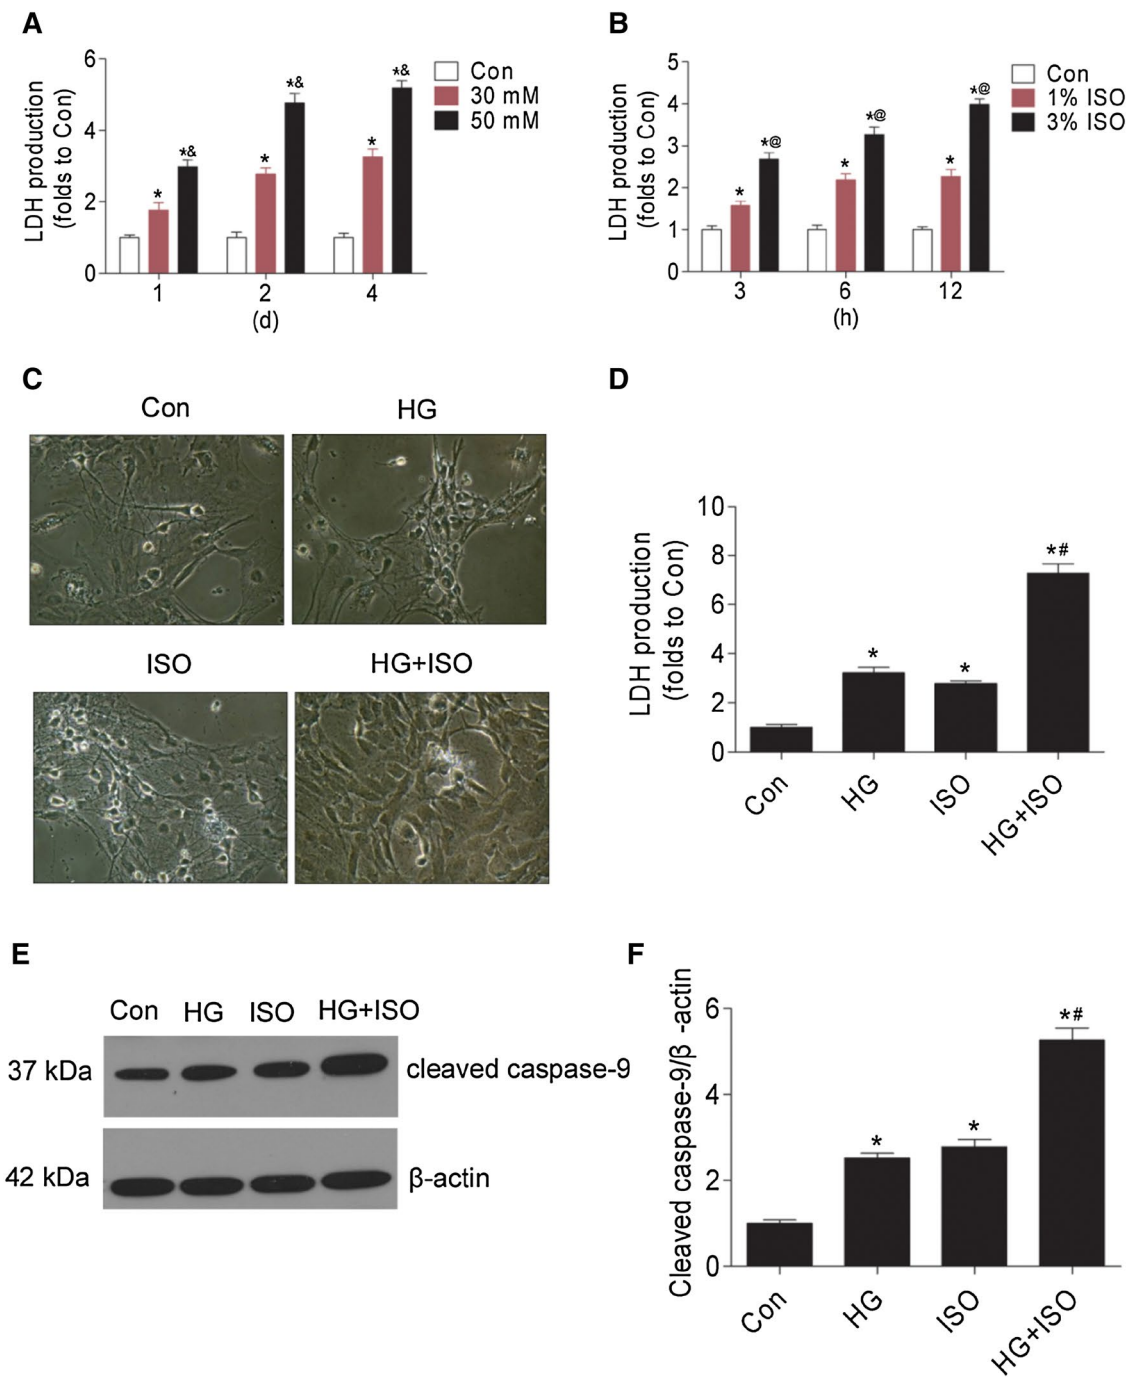 A
LDH production
(folds to Con)
6
4
2
0
*
*&
*
*&
*
*&
1
2
4
(d)
Con
30 mM
50 mM
B
LDH production
(folds to Con)
5
4
3
2
1
0
*
*@
*
*@
*
*@
3
6
12
(h)
Con
1% ISO
3% ISO
C
Con
HG
ISO
HG+ISO
D
LDH production
(folds to Con)
10
8
6
4
2
0
*
*
*#
Con
HG
ISO
HG+ISO
E
Con HG ISO HG+ISO
37 kDa
cleaved caspase-9
42 kDa
β-actin
F
Cleaved caspase-9/β -actin
6
4
2
0
*
*
*#
Con
HG
ISO
HG+ISO